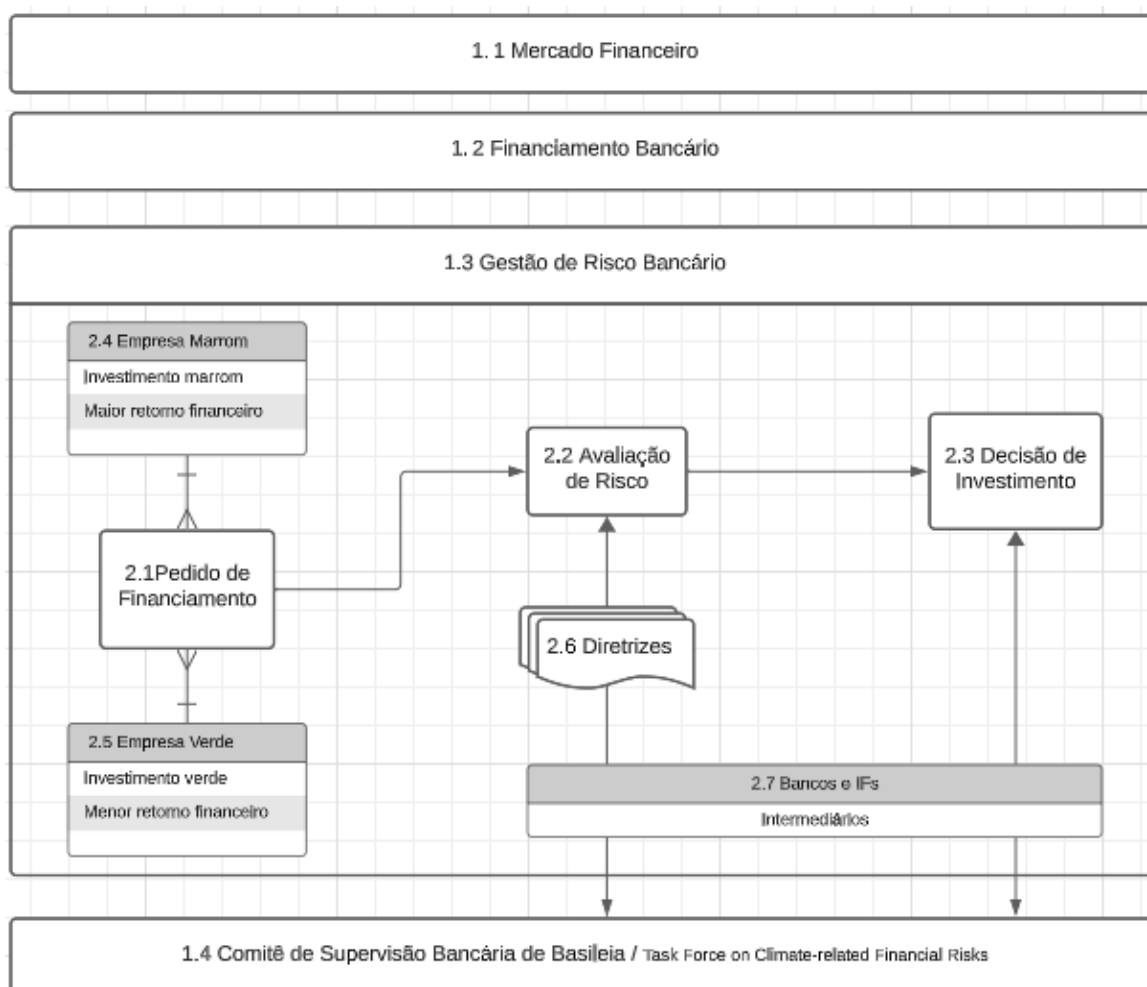 1. 1 Mercado Financeiro
1. 2 Financiamento Bancário
1.3 Gestão de Risco Bancário
2.4 Empresa Marrom
Investimento marrom
Maior retorno financeiro
2.2 Avaliação
de Risco
2.3 Decisão de
Investimento
2.1Pedido de
Financiamento
2.6 Diretrizes
2.5 Empresa Verde
Investimento verde
Menor retorno financeiro
2.7 Bancos e IFs
Intermediários
1.4 Comitê de Supervisão Bancária de Basileia / Task Force on Climate-related Financial Risks